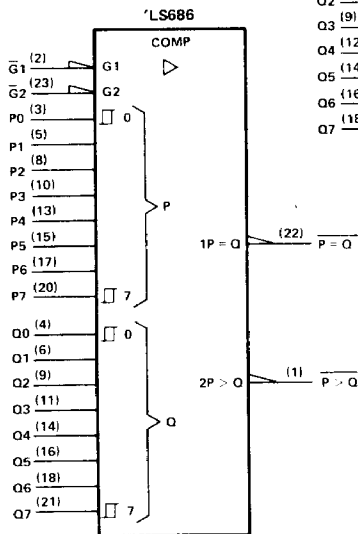 'LS686
COMP
G̅1̅ (2) G1
G̅2̅ (23) G2
P0 (3) 0
P1 (5)
P2 (8)
P3 (10)
P4 (13)
P5 (15)
P6 (17)
P7 (20) 7
P
Q0 (4) 0
Q1 (6)
Q2 (9)
Q3 (11)
Q4 (14)
Q5 (16)
Q6 (18)
Q7 (21) 7
Q
1P = Q (22) P̅ ̅=̅ ̅Q̅
2P > Q (1) P̅ ̅>̅ ̅Q̅
Q3 (9)
Q4 (12
Q5 (14
Q6 (16
Q7 (18